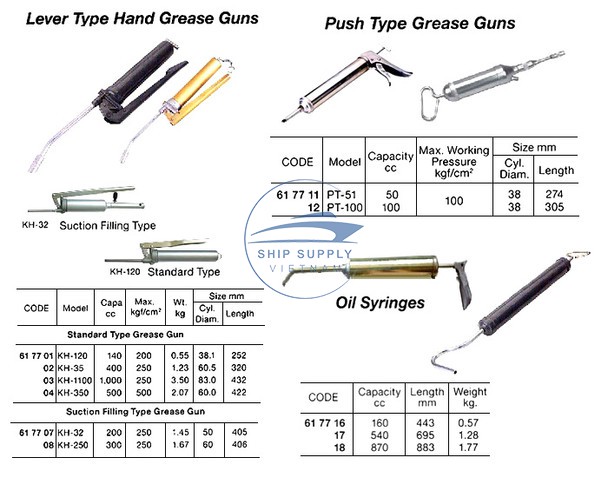 Lever Type Hand Grease Guns
KH-32 Suction Filling Type
KH-120 Standard Type
CODE Model Capa cc Max. kgf/cm² Wt. kg Size mm Cyl. Diam. Length
Standard Type Grease Gun
61 77 01 KH-120 140 200 0.55 38.1 252
02 KH-35 400 250 1.23 60.5 320
03 KH-1100 1,000 250 3.50 83.0 432
04 KH-350 500 500 2.07 60.0 422
Suction Filling Type Grease Gun
61 77 07 KH-32 200 250 1.45 50 405
08 KH-250 300 250 1.67 60 406
Push Type Grease Guns
CODE Model Capacity cc Max. Working Pressure kgf/cm² Size mm Cyl. Diam. Length
61 77 11 PT-51 50 100 38 274
12 PT-100 100 38 305
SHIP SUPPLY
VIETNAM
Oil Syringes
CODE Capacity cc Length mm Weight kg.
61 77 16 160 443 0.57
17 540 695 1.28
18 870 883 1.77